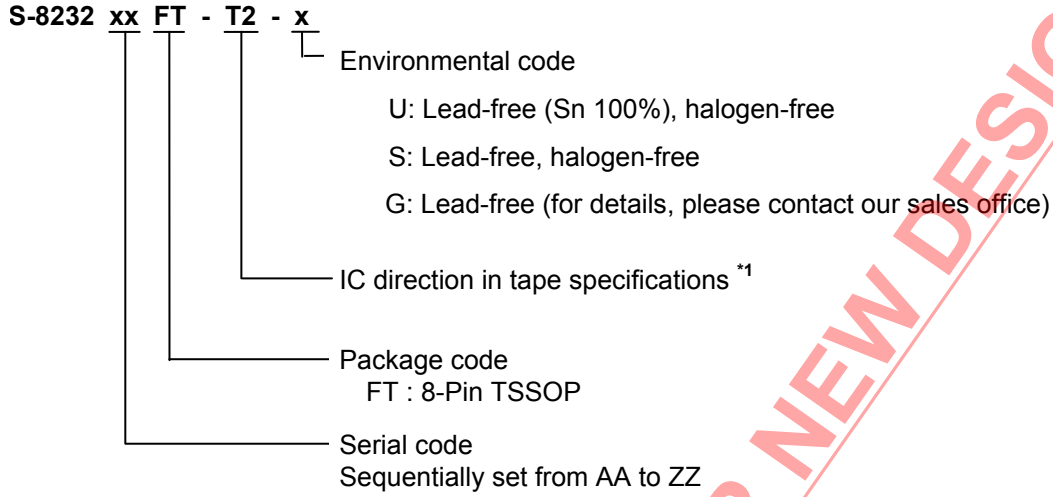 S-8232 xx FT - T2 - x
Environmental code
U: Lead-free (Sn 100%), halogen-free
S: Lead-free, halogen-free
G: Lead-free (for details, please contact our sales office)
IC direction in tape specifications *1
Package code
FT : 8-Pin TSSOP
Serial code
Sequentially set from AA to ZZ
NEW DESIG